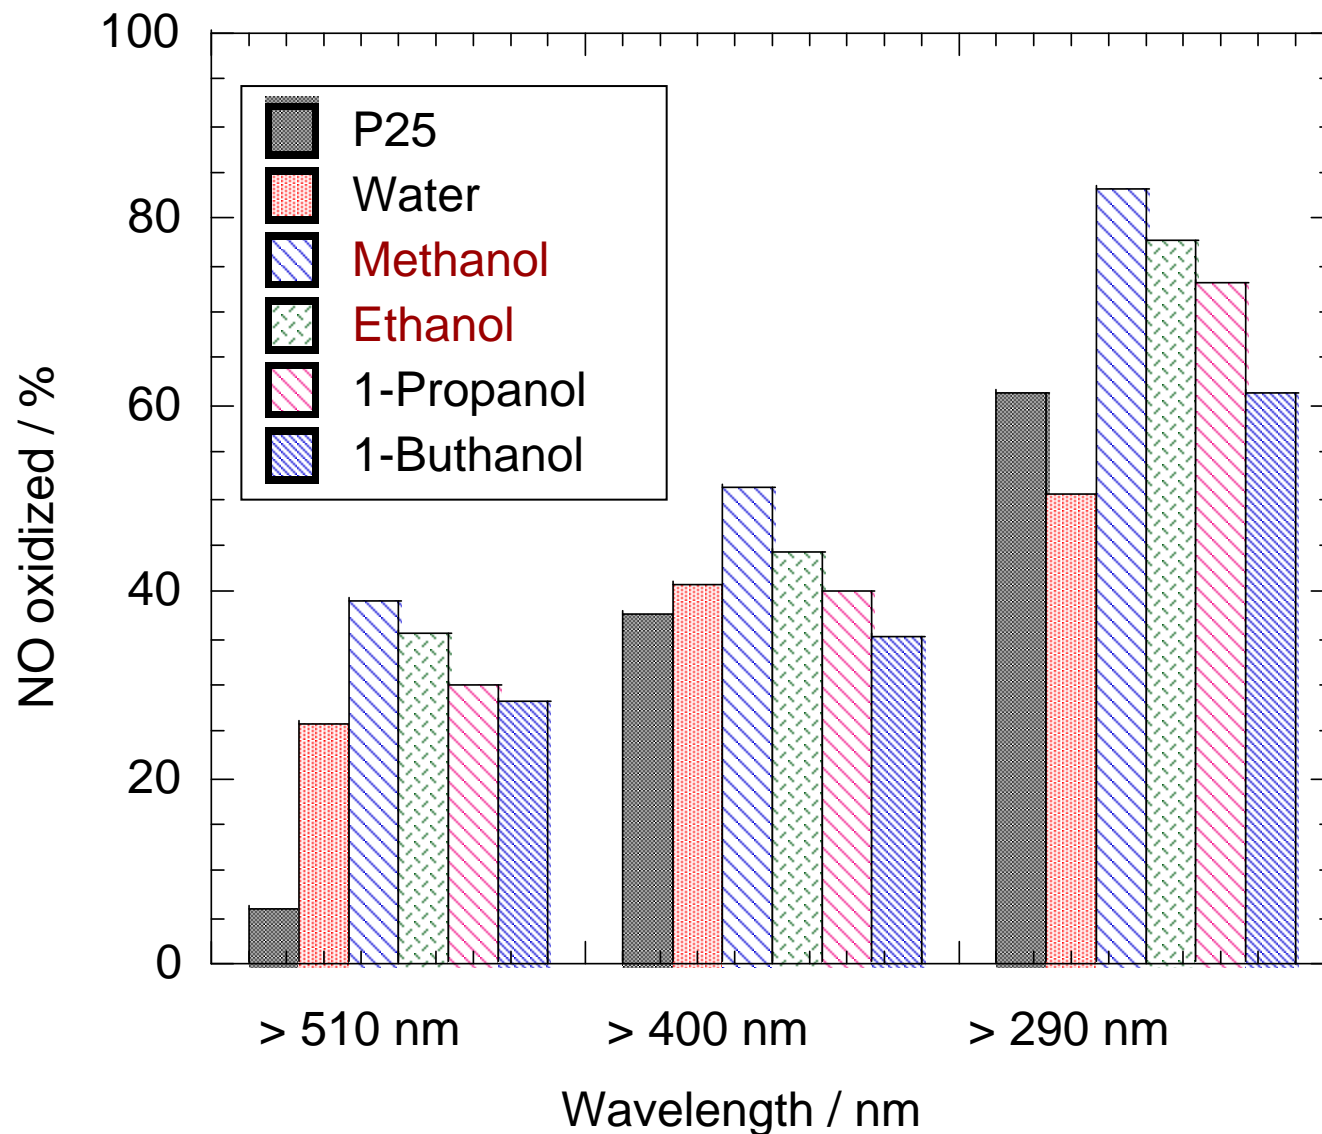 100
80
60
40
20
0
NO oxidized / %
P25
Water
Methanol
Ethanol
1-Propanol
1-Buthanol
> 510 nm
> 400 nm
> 290 nm
Wavelength / nm